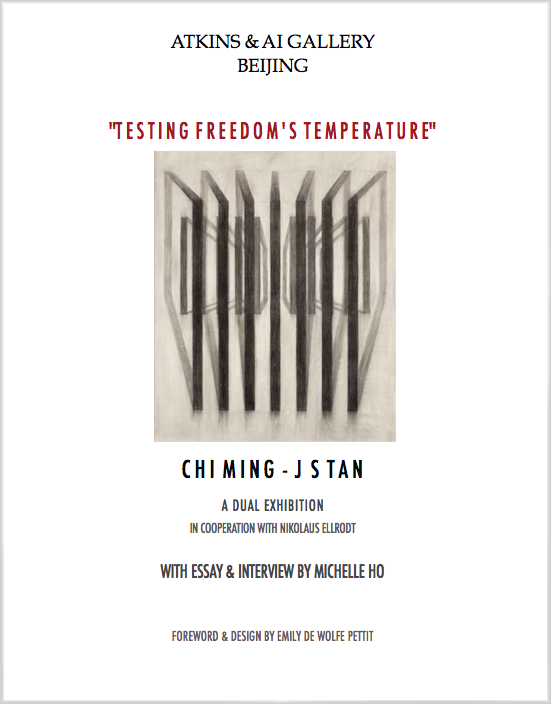 ATKINS & AI GALLERY
BEIJING
"TESTING FREEDOM'S TEMPERATURE"
CHI MING - J S TAN
A DUAL EXHIBITION
IN COOPERATION WITH NIKOLAUS ELLRODT
WITH ESSAY & INTERVIEW BY MICHELLE HO
FOREWORD & DESIGN BY EMILY DE WOLFE PETTIT